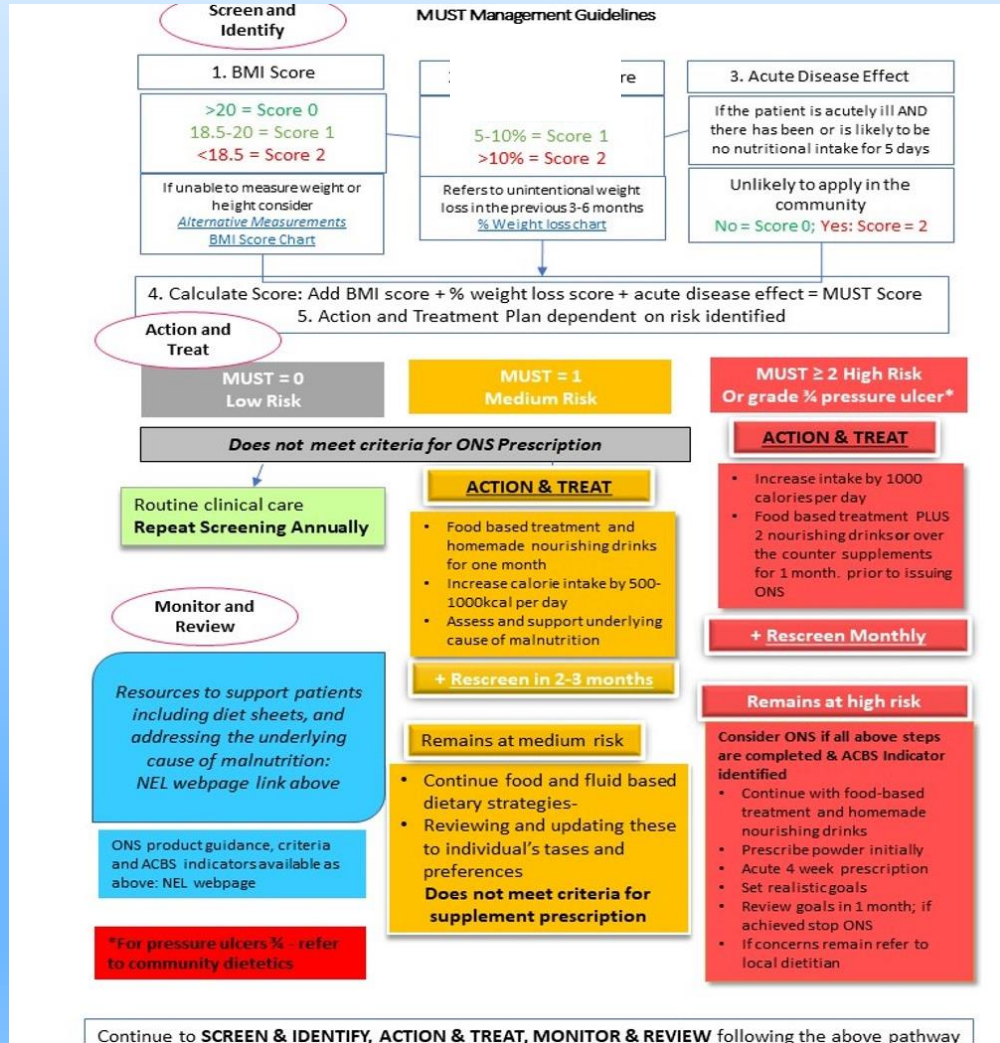 Screen and
Identify
MUST Management Guidelines
1. BMI Score
>20 = Score 0
18.5-20 = Score 1
<18.5 = Score 2
If unable to measure weight or
height consider
Alternative Measurements
BMI Score Chart
re
5-10% = Score 1
>10% = Score 2
Refers to unintentional weight
loss in the previous 3-6 months
% Weight loss chart
3. Acute Disease Effect
If the patient is acutely ill AND
there has been or is likely to be
no nutritional intake for 5 days
Unlikely to apply in the
community
No = Score 0; Yes: Score = 2
4. Calculate Score: Add BMI score + % weight loss score + acute disease effect = MUST Score
5. Action and Treatment Plan dependent on risk identified
Action and
Treat
MUST = 0
Low Risk
MUST = 1
Medium Risk
MUST ≥ 2 High Risk
Or grade ¾ pressure ulcer*
Does not meet criteria for ONS Prescription
Routine clinical care
Repeat Screening Annually
ACTION & TREAT
• Food based treatment and
homemade nourishing drinks
for one month
• Increase calorie intake by 500-
1000kcal per day
• Assess and support underlying
cause of malnutrition
+ Rescreen in 2-3 months
ACTION & TREAT
• Increase intake by 1000
calories per day
• Food based treatment PLUS
2 nourishing drinks or over
the counter supplements
for 1 month. prior to issuing
ONS
+ Rescreen Monthly
Monitor and
Review
Resources to support patients
including diet sheets, and
addressing the underlying
cause of malnutrition:
NEL webpage link above
ONS product guidance, criteria
and ACBS indicators available as
above: NEL webpage
*For pressure ulcers ¾ - refer
to community dietetics
Remains at medium risk
• Continue food and fluid based
dietary strategies-
• Reviewing and updating these
to individual's tases and
preferences
Does not meet criteria for
supplement prescription
Remains at high risk
Consider ONS if all above steps
are completed & ACBS Indicator
identified
• Continue with food-based
treatment and homemade
nourishing drinks
• Prescribe powder initially
• Acute 4 week prescription
• Set realistic goals
• Review goals in 1 month; if
achieved stop ONS
• If concerns remain refer to
local dietitian
Continue to SCREEN & IDENTIFY, ACTION & TREAT, MONITOR & REVIEW following the above pathway